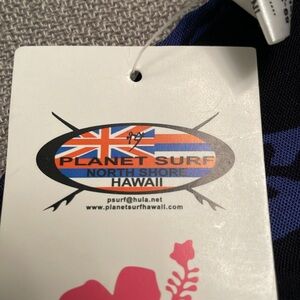 PLANET SURF
NORTH SHORE
HAWAII
psurf@hula.net
www.planetsurfhawaii.com